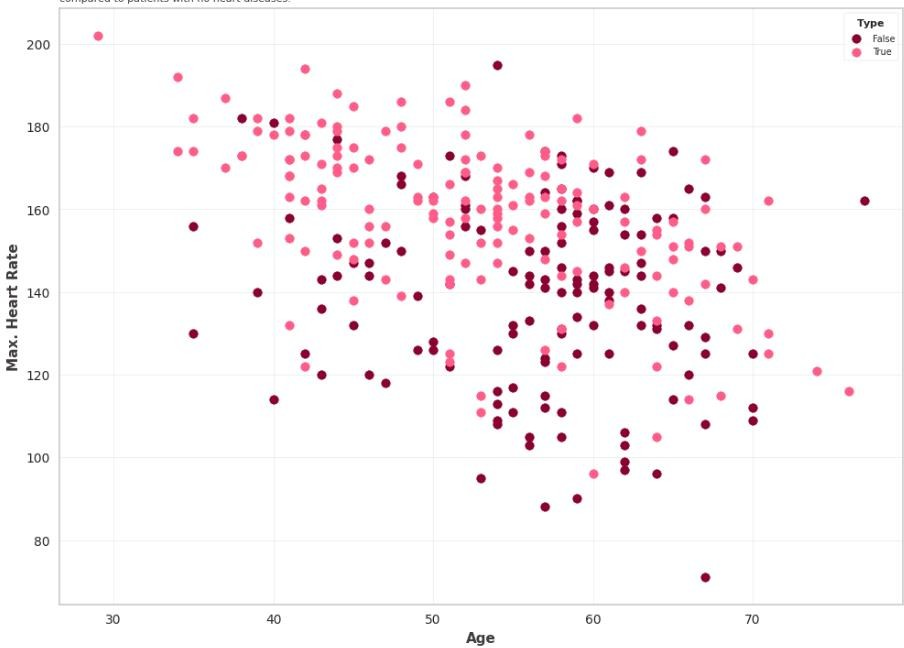 compared to patients with no heart diseases.
200
180
160
140
120
100
80
30
40
50
60
70
Max. Heart Rate
Age
Type
False
True